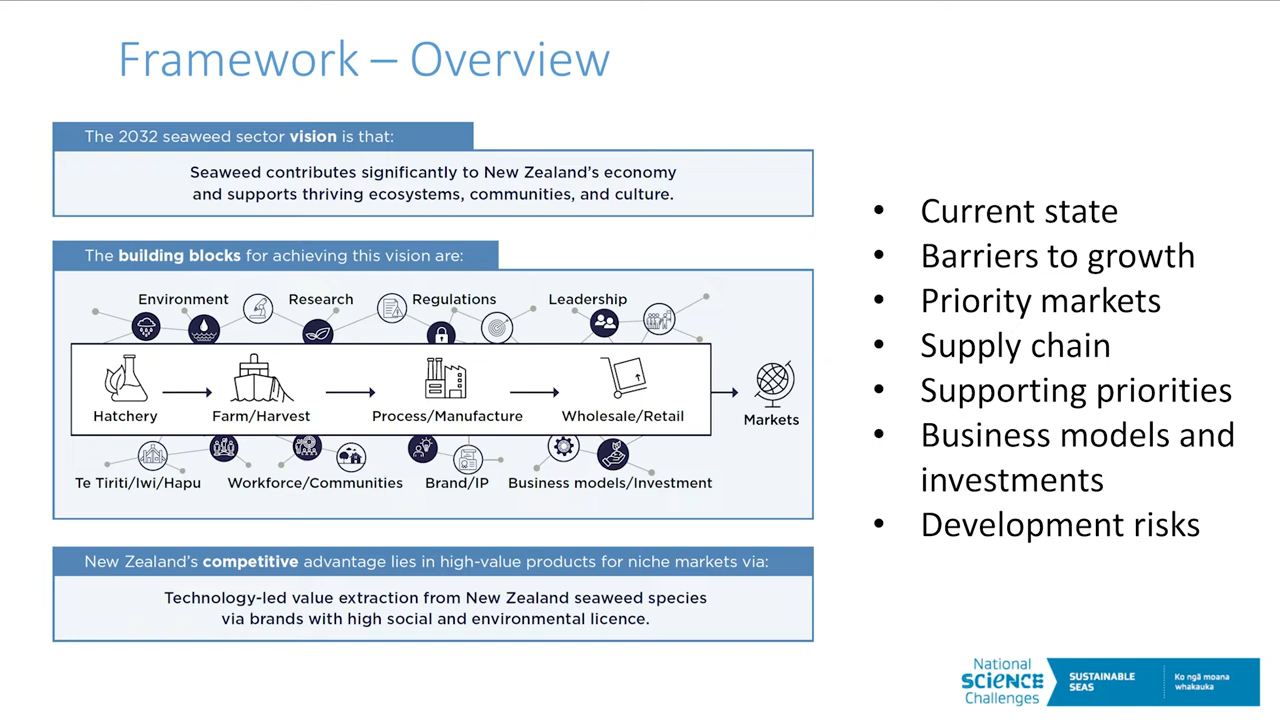 Framework – Overview
The 2032 seaweed sector vision is that:
Seaweed contributes significantly to New Zealand’s economy
and supports thriving ecosystems, communities, and culture.
The building blocks for achieving this vision are:
Environment
Research
Regulations
Leadership
Hatchery
Farm/Harvest
Process/Manufacture
Wholesale/Retail
Markets
Te Tiriti/Iwi/Hapu
Workforce/Communities
Brand/IP
Business models/Investment
New Zealand’s competitive advantage lies in high-value products for niche markets via:
Technology-led value extraction from New Zealand seaweed species
via brands with high social and environmental licence.
• Current state
• Barriers to growth
• Priority markets
• Supply chain
• Supporting priorities
• Business models and
investments
• Development risks
National
SCIENCE
Challenges
SUSTAINABLE
SEAS
Ko ngā moana
whakauka